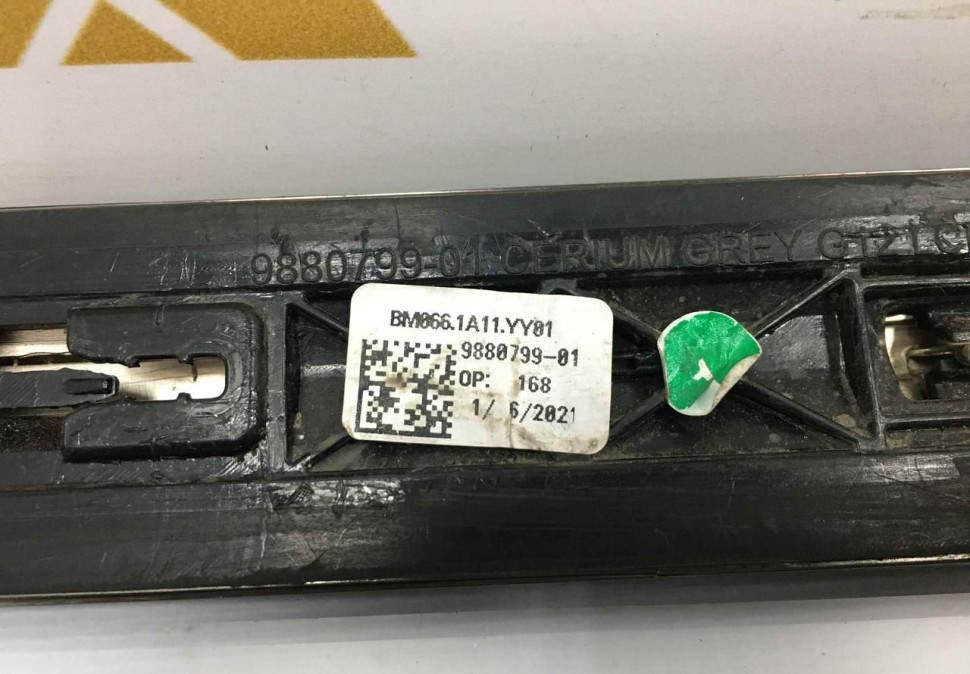 9880799-01 CERIUM GREY
BM066.1A11.YY01
9880799-01
OP: 168
1/ 6/2021